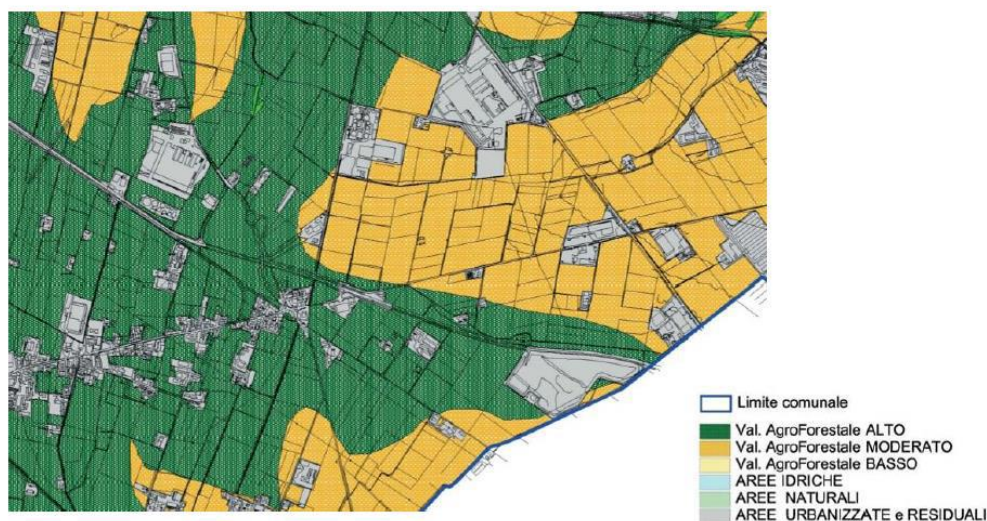 Limite comunale
Val. AgroForestale ALTO
Val. AgroForestale MODERATO
Val. AgroForestale BASSO
AREE IDRICHE
AREE NATURALI
AREE URBANIZZATE e RESIDUALI